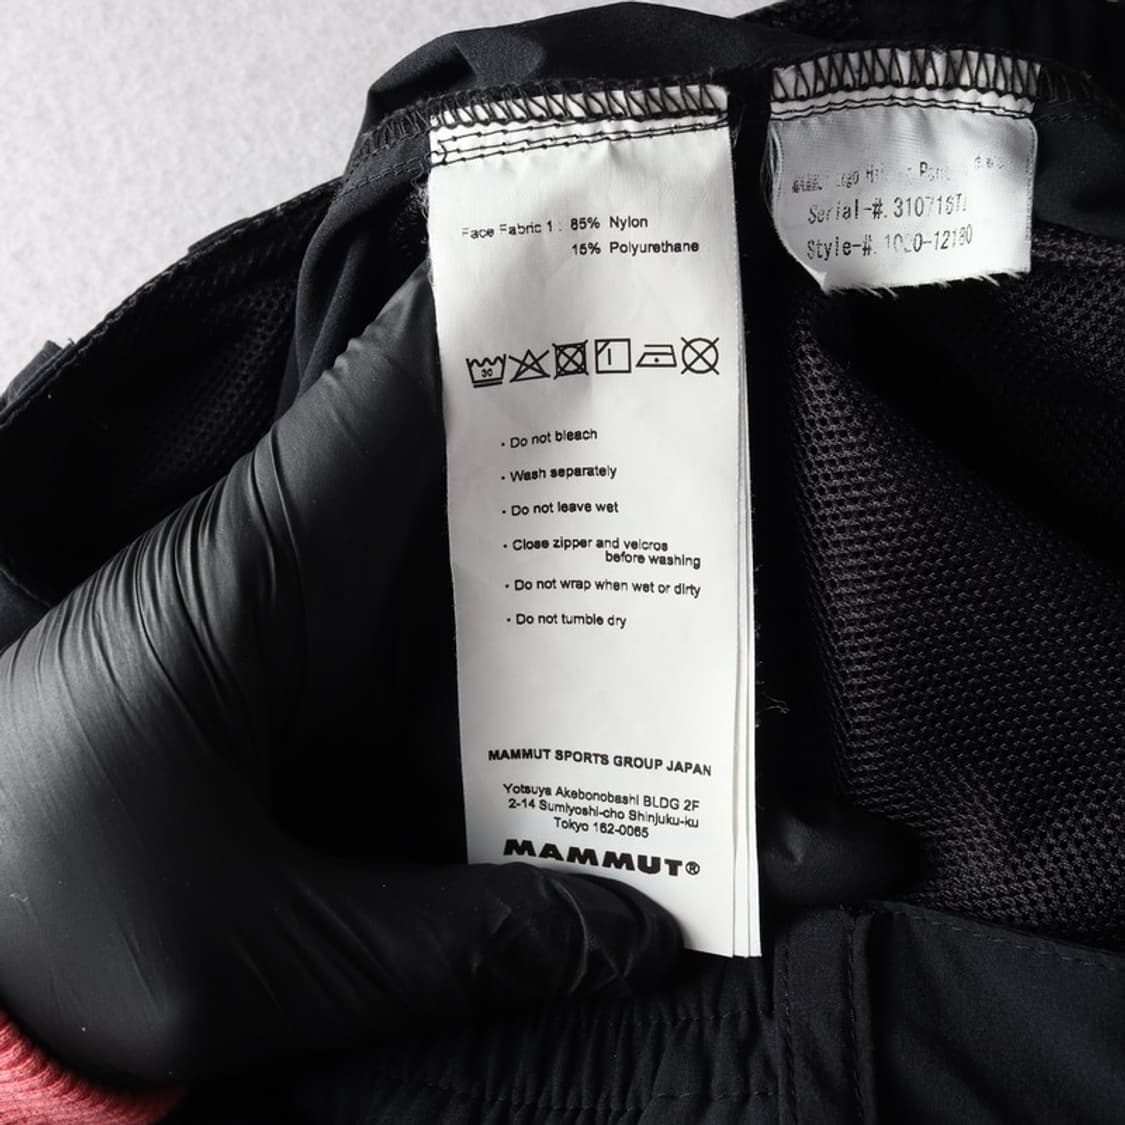 Face Fabric 1 : 85% Nylon
15% Polyurethane
30
· Do not bleach
· Wash separately
· Do not leave wet
· Close zipper and velcros
before washing
· Do not wrap when wet or dirty
· Do not tumble dry
MAMMUT SPORTS GROUP JAPAN
Yotsuya Akebonobashi BLDG 2F
2-14 Sumiyoshi-cho Shinjuku-ku
Tokyo 162-0065
MAMMUT®
Serial-#.
Style-#. 1020-12180